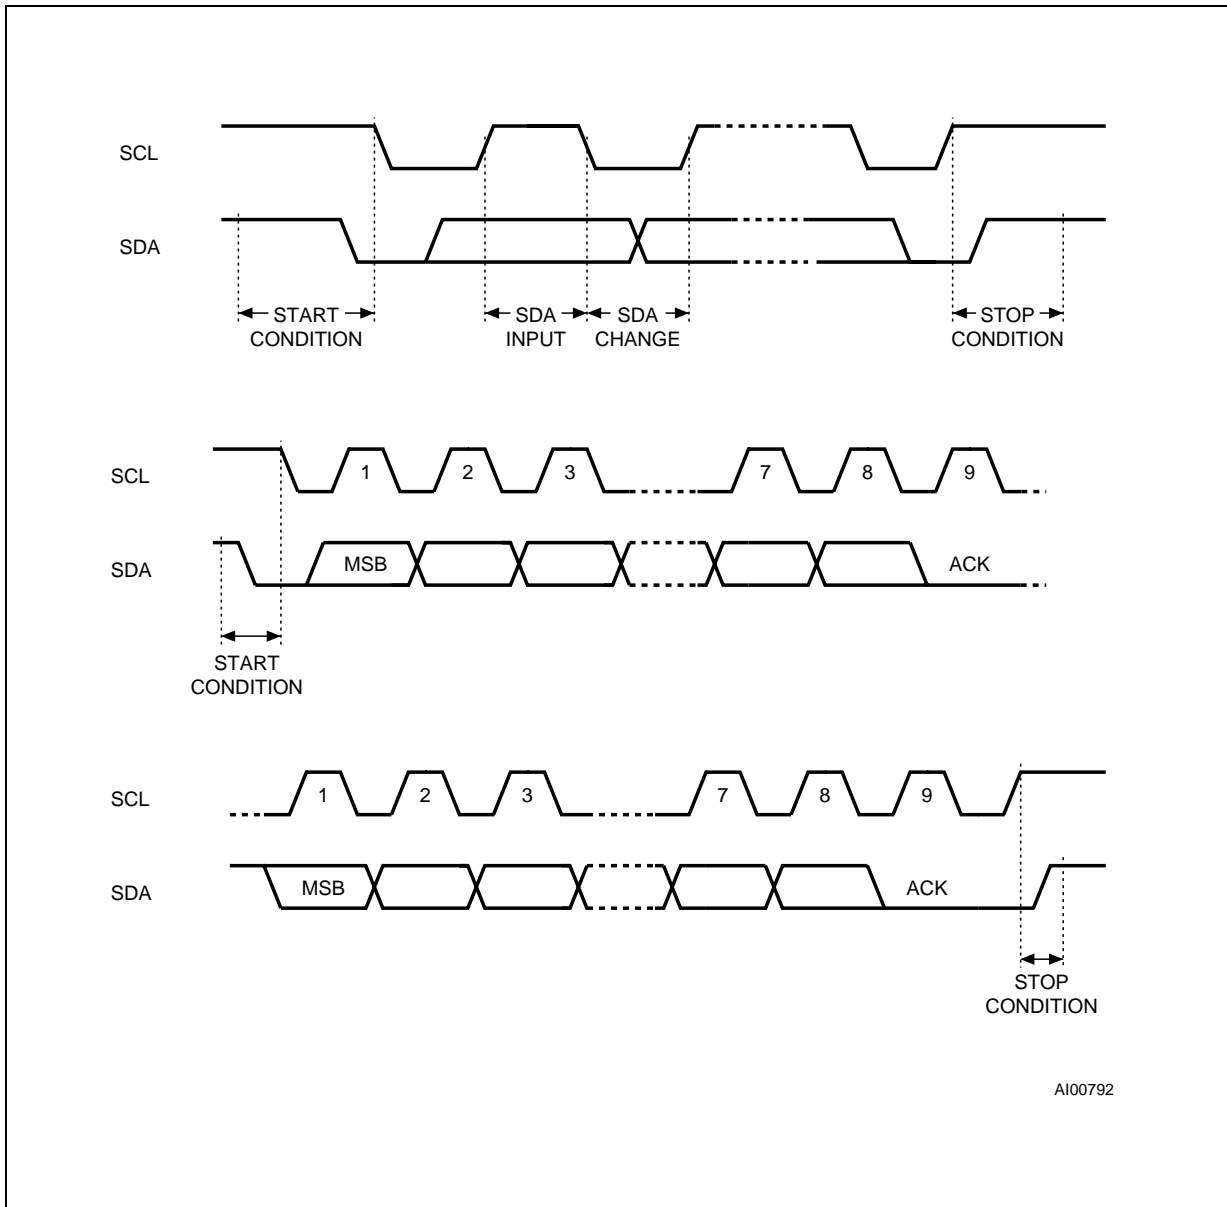 SCL
SDA
START
CONDITION
SDA
INPUT
SDA
CHANGE
STOP
CONDITION
SCL
1 2 3 7 8 9
SDA
MSB ACK
START
CONDITION
SCL
1 2 3 7 8 9
SDA
MSB ACK
STOP
CONDITION
AI00792